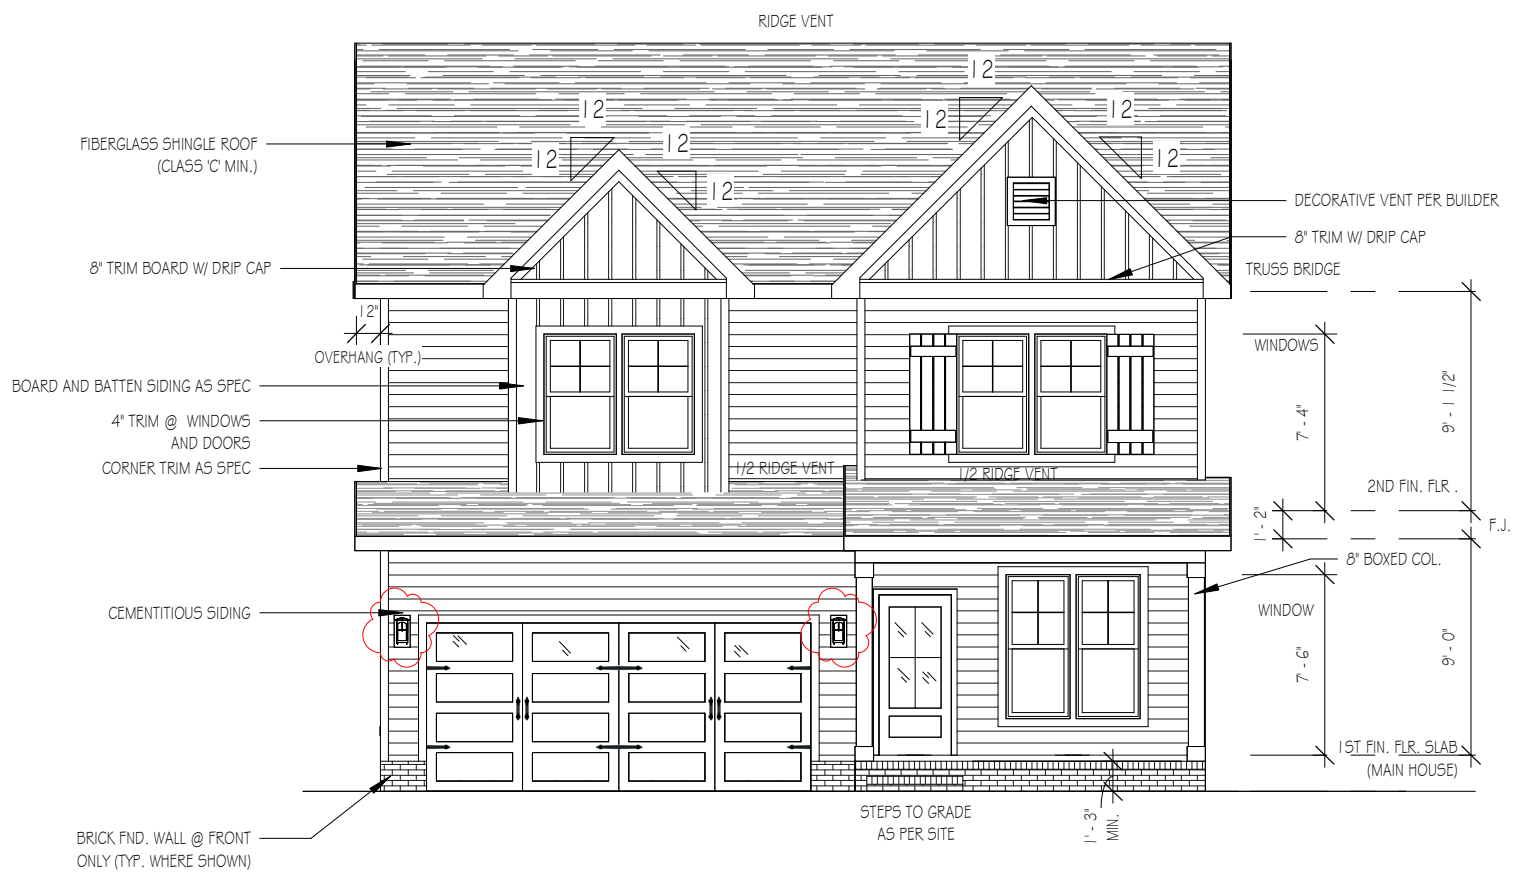 RIDGE VENT
12
12
12
12
12
12
12
12
FIBERGLASS SHINGLE ROOF
(CLASS 'C' MIN.)
DECORATIVE VENT PER BUILDER
8" TRIM W/ DRIP CAP
8" TRIM BOARD W/ DRIP CAP
TRUSS BRIDGE
12"
OVERHANG (TYP.)
WINDOWS
BOARD AND BATTEN SIDING AS SPEC
4" TRIM @ WINDOWS
AND DOORS
CORNER TRIM AS SPEC
7' - 4"
9' - 1 1/2"
1/2 RIDGE VENT
1/2 RIDGE VENT
2ND FIN. FLR .
1' - 2"
F.J.
8" BOXED COL.
CEMENTITIOUS SIDING
WINDOW
7' - 6"
9' - 0"
1ST FIN. FLR. SLAB
(MAIN HOUSE)
STEPS TO GRADE
AS PER SITE
1' - 3"
MIN.
BRICK FND. WALL @ FRONT
ONLY (TYP. WHERE SHOWN)